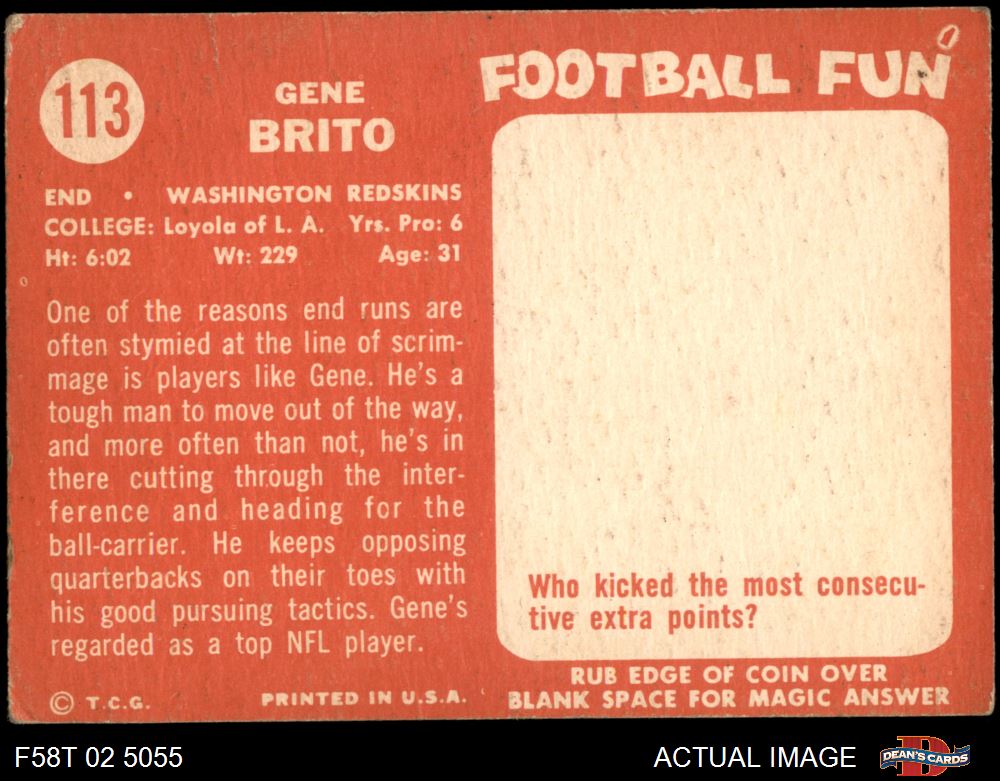 113
GENE
BRITO
END • WASHINGTON REDSKINS
COLLEGE: Loyola of L. A. Yrs. Pro: 6
Ht: 6:02 Wt: 229 Age: 31
One of the reasons end runs are
often stymied at the line of scrim-
mage is players like Gene. He's a
tough man to move out of the way,
and more often than not, he's in
there cutting through the inter-
ference and heading for the
ball-carrier. He keeps opposing
quarterbacks on their toes with
his good pursuing tactics. Gene's
regarded as a top NFL player.
© T.C.G. PRINTED IN U.S.A.
FOOTBALL FUN
Who kicked the most consecu-
tive extra points?
RUB EDGE OF COIN OVER
BLANK SPACE FOR MAGIC ANSWER
F58T 02 5055
ACTUAL IMAGE
DEAN'S CARDS